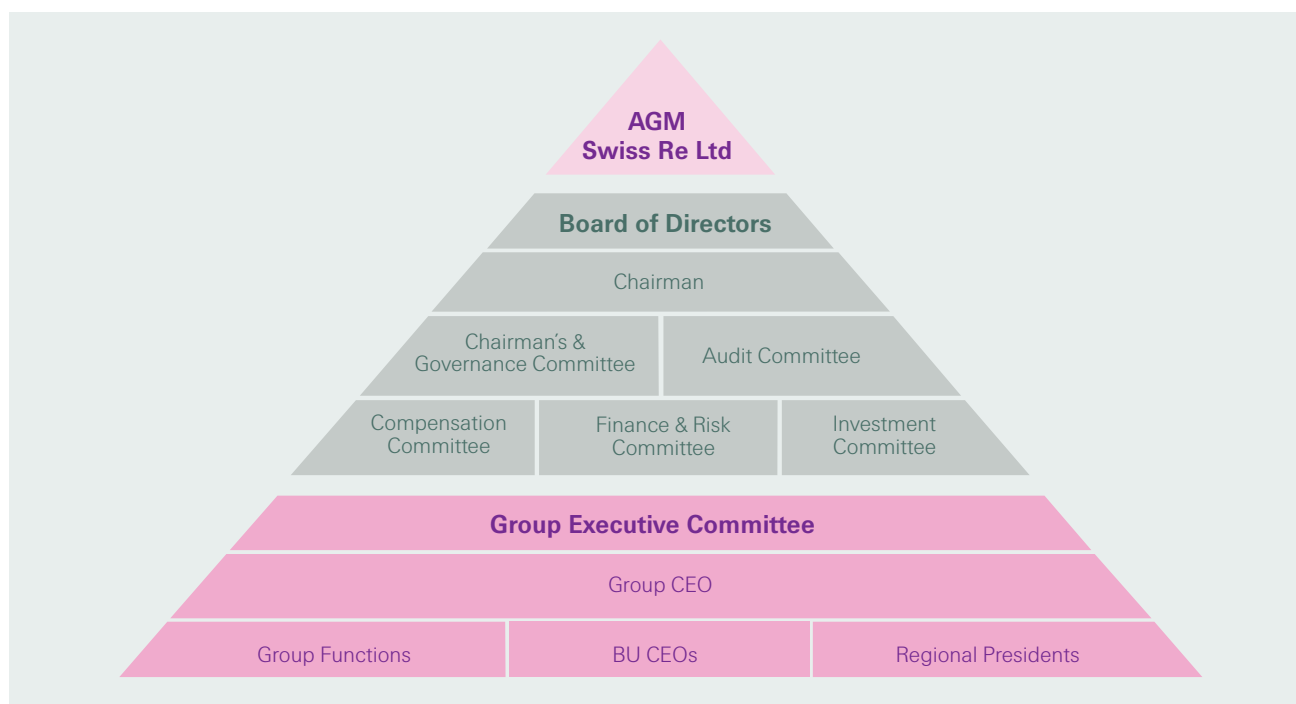 AGM
Swiss Re Ltd
Board of Directors
Chairman
Chairman's &
Governance Committee
Audit Committee
Compensation
Committee
Finance & Risk
Committee
Investment
Committee
Group Executive Committee
Group CEO
Group Functions
BU CEOs
Regional Presidents